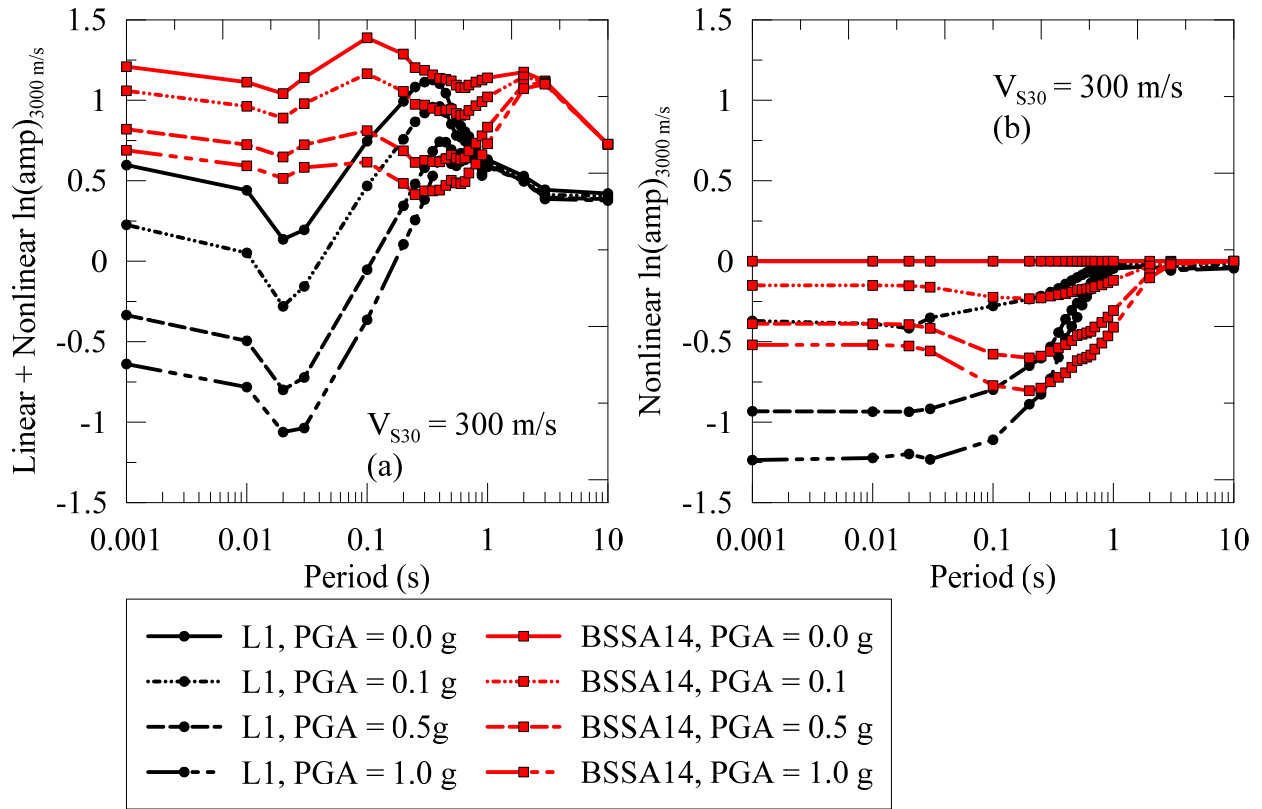 Linear + Nonlinear ln(amp)3000 m/s
1.5
1
0.5
0
-0.5
-1
-1.5
VS30 = 300 m/s
(a)
0.001 0.01 0.1 1 10
Period (s)
Nonlinear ln(amp)3000 m/s
1.5
1
0.5
0
-0.5
-1
-1.5
VS30 = 300 m/s
(b)
0.001 0.01 0.1 1 10
Period (s)
L1, PGA = 0.0 g BSSA14, PGA = 0.0 g
L1, PGA = 0.1 g BSSA14, PGA = 0.1
L1, PGA = 0.5g BSSA14, PGA = 0.5 g
L1, PGA = 1.0 g BSSA14, PGA = 1.0 g